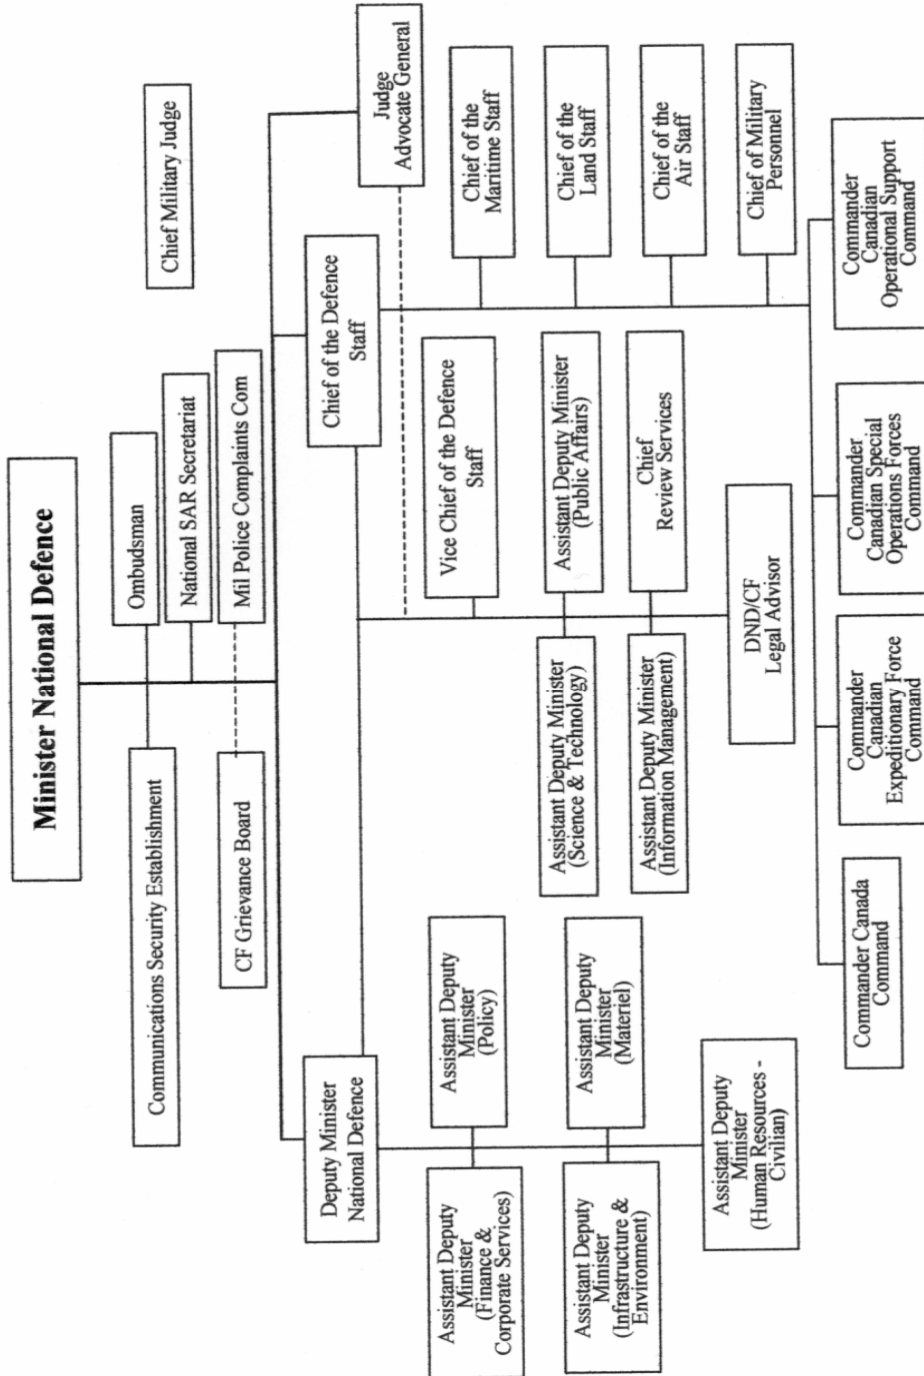 Minister National Defence
Communications Security Establishment
Ombudsman
Chief Military Judge
National SAR Secretariat
CF Grievance Board
Mil Police Complaints Com
Deputy Minister
National Defence
Chief of the Defence
Staff
Judge
Advocate General
Assistant Deputy
Minister
(Finance &
Corporate Services)
Assistant Deputy
Minister
(Policy)
Vice Chief of the Defence
Staff
Chief of the
Maritime Staff
Assistant Deputy
Minister
(Infrastructure &
Environment)
Assistant Deputy
Minister
(Materiel)
Assistant Deputy Minister
(Science & Technology)
Assistant Deputy Minister
(Public Affairs)
Chief of the
Land Staff
Assistant Deputy Minister
(Information Management)
Chief
Review Services
Chief of the
Air Staff
Assistant Deputy
Minister
(Human Resources -
Civilian)
DND/CF
Legal Advisor
Chief of Military
Personnel
Commander Canada
Command
Commander
Canadian
Expeditionary Force
Command
Commander
Canadian Special
Operations Forces
Command
Commander
Canadian
Operational Support
Command